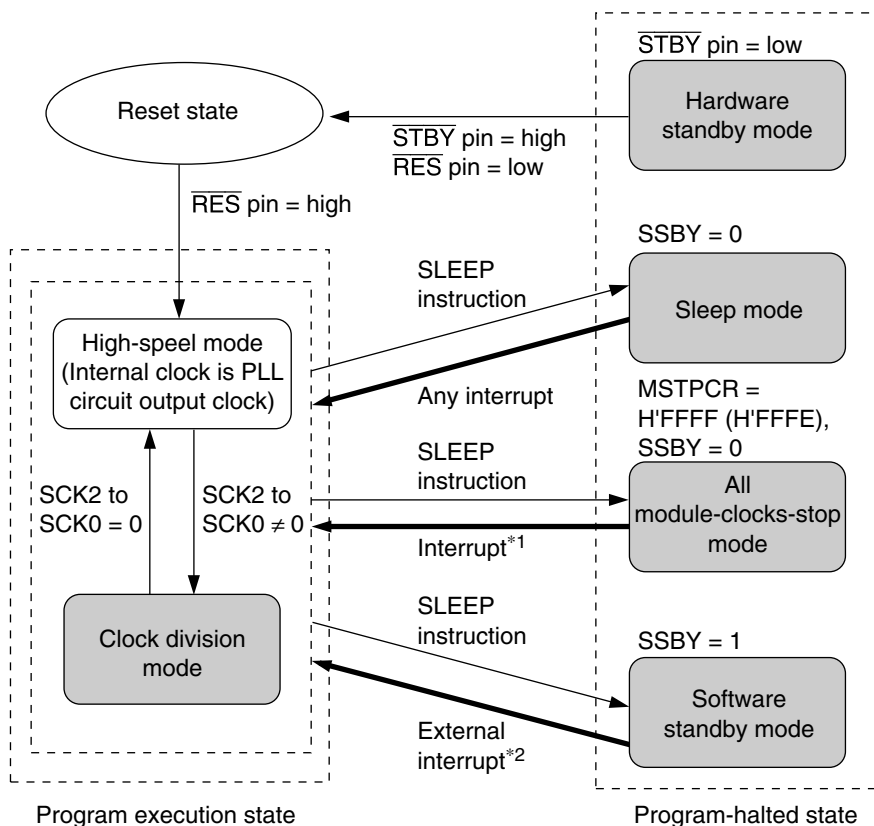 STBY pin = low
Hardware
standby mode
Reset state
STBY pin = high
RES pin = low
RES pin = high
SSBY = 0
SLEEP
instruction
Sleep mode
High-speel mode
(Internal clock is PLL
circuit output clock)
Any interrupt
MSTPCR =
H'FFFF (H'FFFE),
SSBY = 0
SLEEP
instruction
All
module-clocks-stop
mode
SCK2 to
SCK0 = 0
SCK2 to
SCK0 ≠ 0
Interrupt*1
SLEEP
instruction
Clock division
mode
SSBY = 1
Software
standby mode
External
interrupt*2
Program execution state
Program-halted state